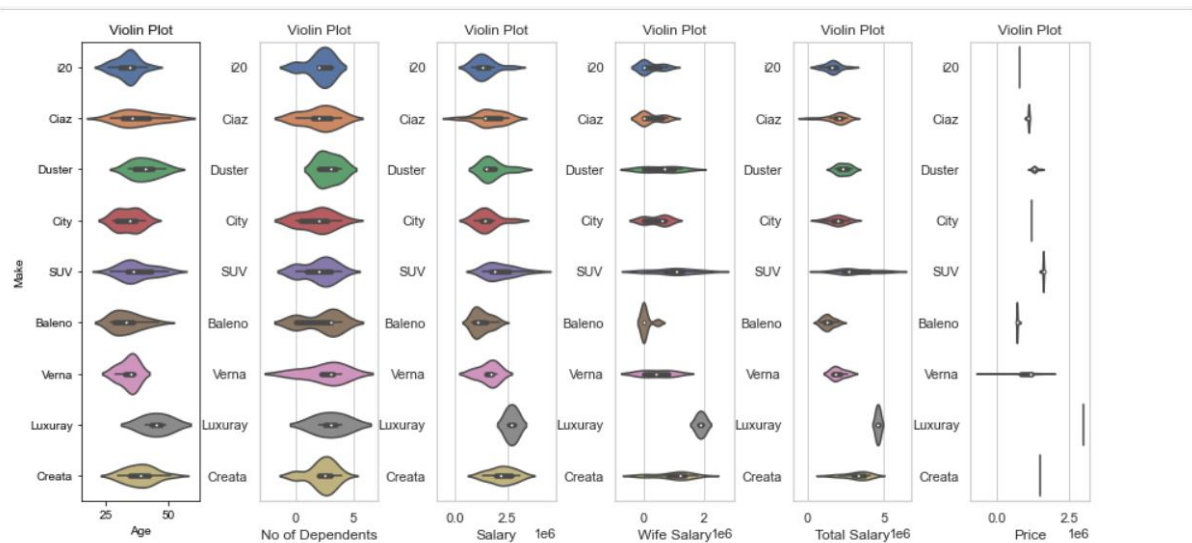 Violin Plot Violin Plot Violin Plot Violin Plot Violin Plot Violin Plot
i20 i20 i20 i20 i20 i20
Ciaz Ciaz Ciaz Ciaz Ciaz Ciaz
Duster Duster Duster Duster Duster Duster
City City City City City City
Make
SUV SUV SUV SUV SUV SUV
Baleno Baleno Baleno Baleno Baleno Baleno
Verna Verna Verna Verna Verna Verna
Luxuray Luxuray Luxuray Luxuray Luxuray Luxuray
Creata Creata Creata Creata Creata Creata
25 50 0 5 0.0 2.5 0 2 0 5 0.0 2.5
Age No of Dependents Salary 1e6 Wife Salary 1e6 Total Salary 1e6 Price 1e6